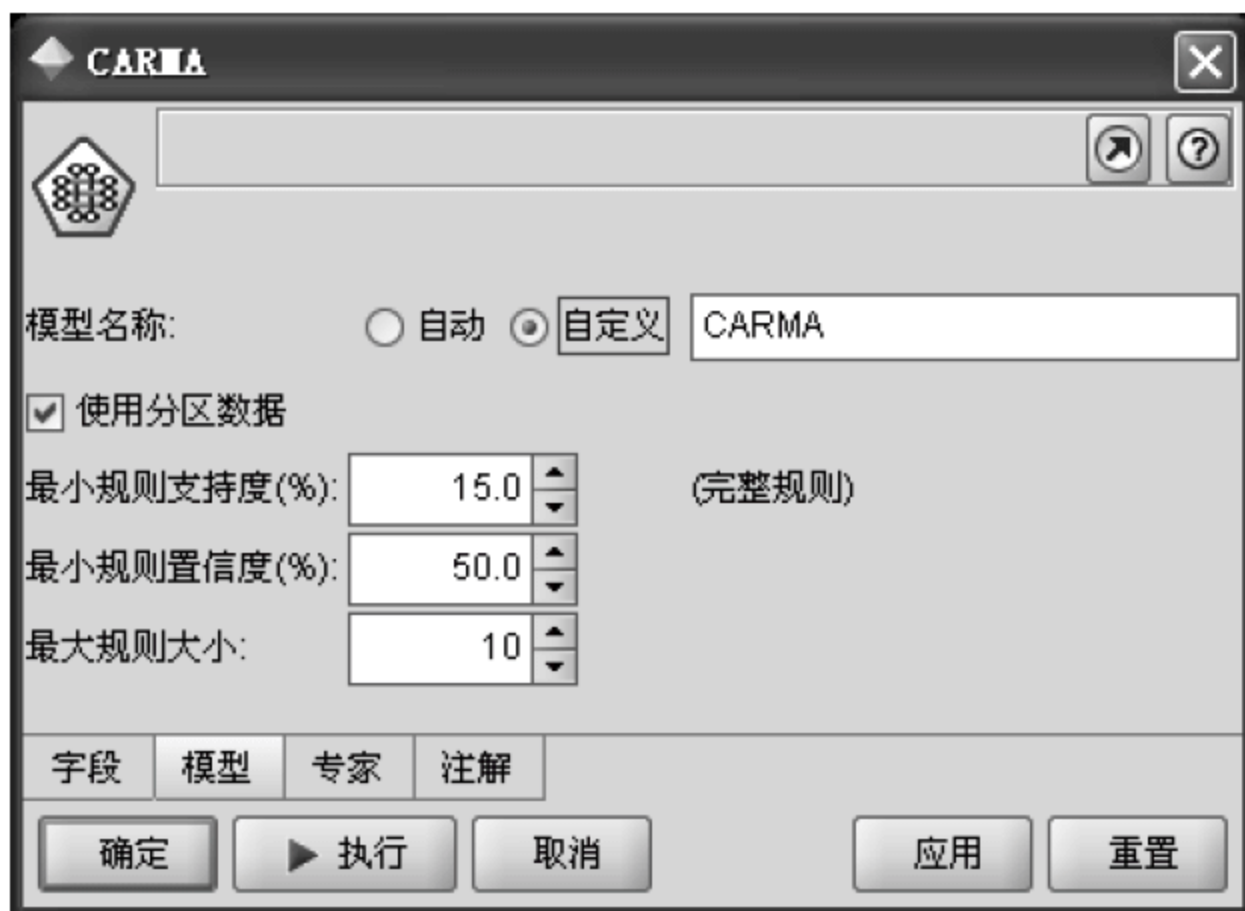 CARMA
模型名称: 自动 自定义 CARMA
使用分区数据
最小规则支持度(%): 15.0 (完整规则)
最小规则置信度(%): 50.0
最大规则大小: 10
字段 模型 专家 注解
确定 执行 取消 应用 重置